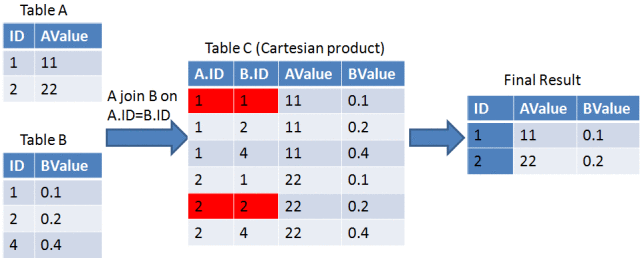 Table A
ID AValue
1 11
2 22
Table B
ID BValue
1 0.1
2 0.2
4 0.4
A join B on
A.ID=B.ID
Table C (Cartesian product)
A.ID B.ID AValue BValue
1 1 11 0.1
1 2 11 0.2
1 4 11 0.4
2 1 22 0.1
2 2 22 0.2
2 4 22 0.4
Final Result
ID AValue BValue
1 11 0.1
2 22 0.2